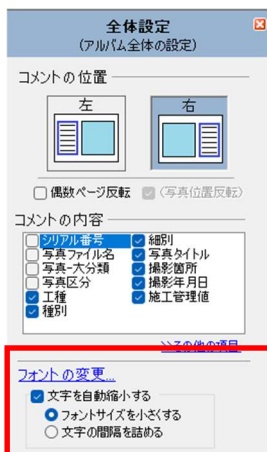 全体設定
(アルバム全体の設定)
コメントの位置
左 右
偶数ページ反転 (写真位置反転)
コメントの内容
シリアル番号 細別
写真ファイル名 写真タイトル
写真-大分類 撮影箇所
写真区分 撮影年月日
工種 施工管理値
種別
>>その他の項目
フォントの変更...
文字を自動縮小する
フォントサイズを小さくする
文字の間隔を詰める